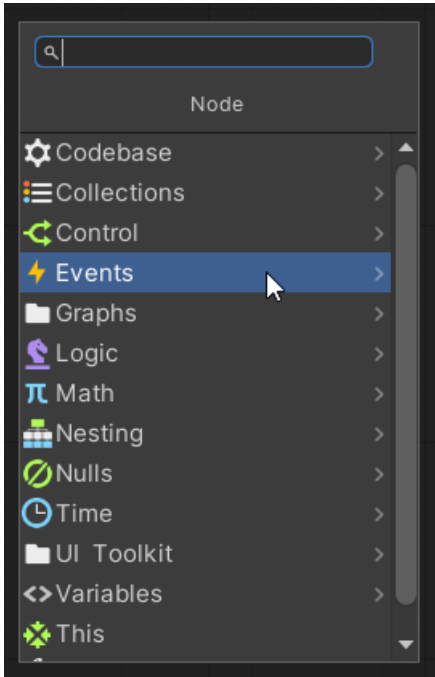 Node
Codebase
Collections
Control
Events
Graphs
Logic
Math
Nesting
Nulls
Time
UI Toolkit
Variables
This